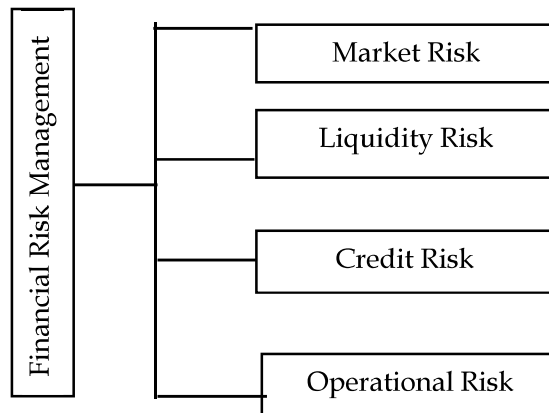 Financial Risk Management
Market Risk
Liquidity Risk
Credit Risk
Operational Risk